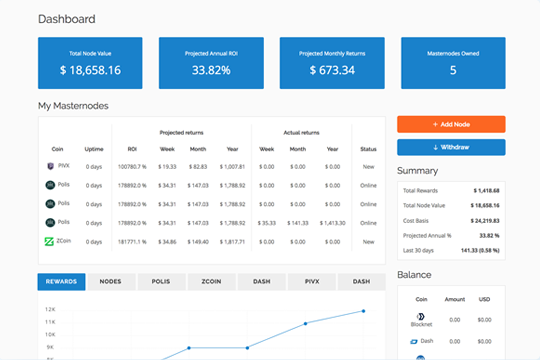 Dashboard
Total Node Value
$ 18,658.16
Projected Annual ROI
33.82%
Projected Monthly Returns
$ 673.34
Masternodes Owned
5
My Masternodes
Projected returns Actual returns
Coin Uptime ROI Week Month Year Week Month Year Status
PIVX 0 days 100780.7 % $ 19.33 $ 82.83 $ 1,007.81 $ 0.00 $ 0.00 $ 0.00 New
Polis 0 days 178892.0 % $ 34.31 $ 147.03 $ 1,788.92 $ 0.00 $ 0.00 $ 0.00 Online
Polis 0 days 178892.0 % $ 34.31 $ 147.03 $ 1,788.92 $ 0.00 $ 0.00 $ 0.00 Online
Polis 0 days 178892.0 % $ 34.31 $ 147.03 $ 1,788.92 $ 35.33 $ 141.33 $ 1,413.30 Online
ZCoin 0 days 181771.1 % $ 34.86 $ 149.40 $ 1,817.71 $ 0.00 $ 0.00 $ 0.00 New
+ Add Node
↓ Withdraw
Summary
Total Rewards $ 1,418.68
Total Node Value $ 18,658.16
Cost Basis $ 24,219.83
Projected Annual % 33.82 %
Last 30 days 141.33 (0.58 %)
REWARDS NODES POLIS ZCOIN DASH PIVX DASH
12K
10K
9K
Balance
Coin Amount USD
Blocknet 0.00 $0.00
Dash 0.00 $0.00